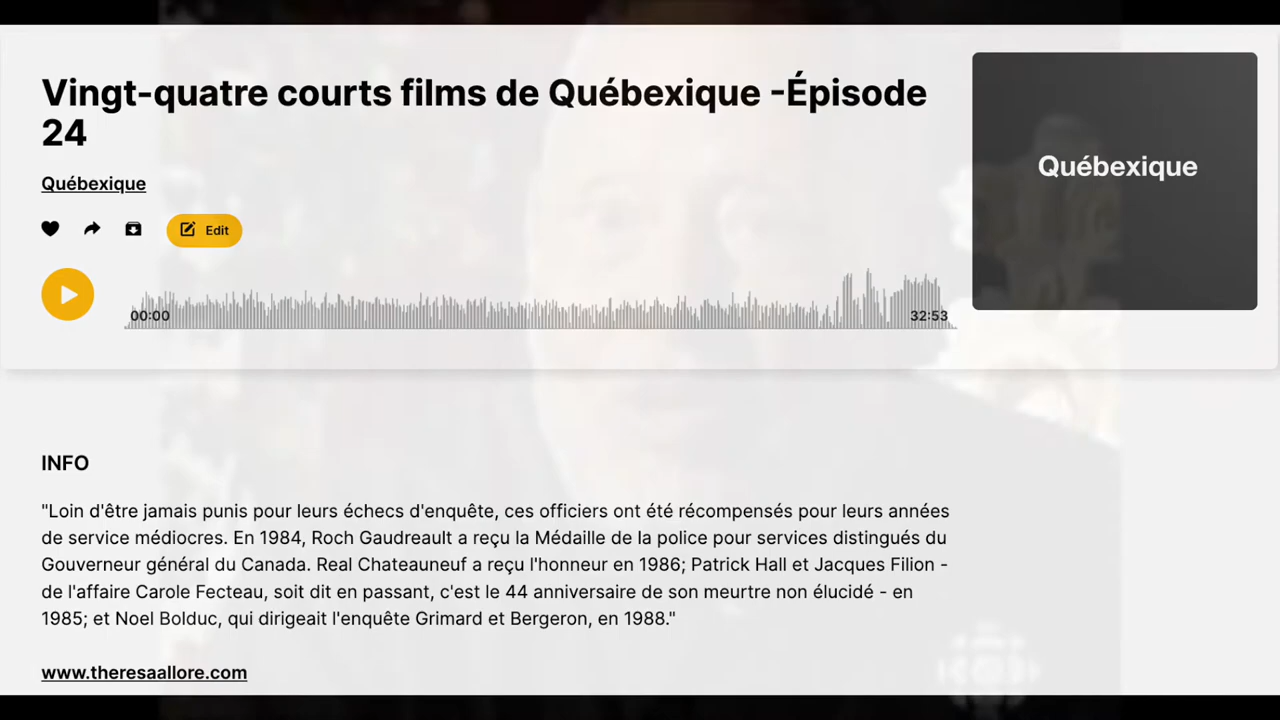 Vingt-quatre courts films de Québexique -Épisode
24
Québexique
Québexique
Edit
00:00
32:53
INFO
"Loin d'être jamais punis pour leurs échecs d'enquête, ces officiers ont été récompensés pour leurs années
de service médiocres. En 1984, Roch Gaudreault a reçu la Médaille de la police pour services distingués du
Gouverneur général du Canada. Real Chateauneuf a reçu l'honneur en 1986; Patrick Hall et Jacques Filion -
de l'affaire Carole Fecteau, soit dit en passant, c'est le 44 anniversaire de son meurtre non élucidé - en
1985; et Noel Bolduc, qui dirigeait l'enquête Grimard et Bergeron, en 1988."
www.theresaallore.com